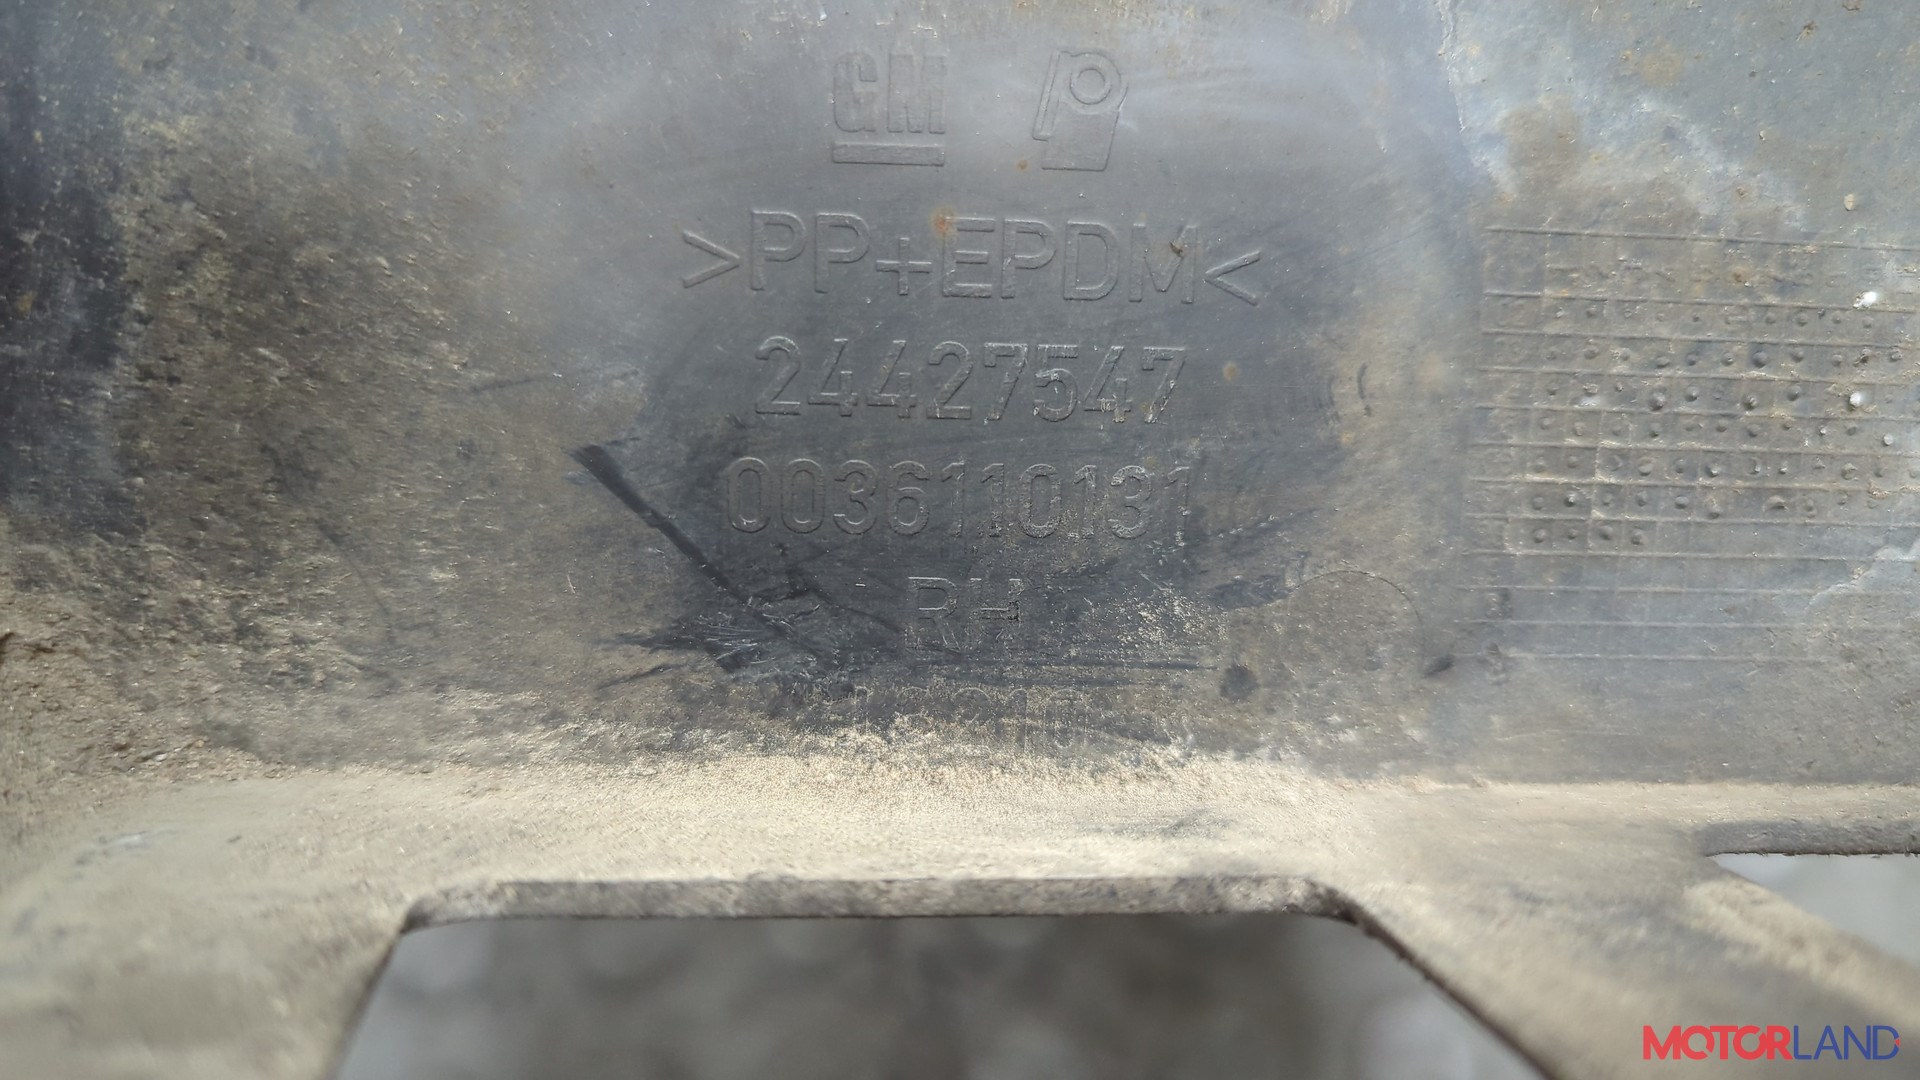 GM
>PP+EPDM<
24427547
0036110131
RH
MOTORLAND